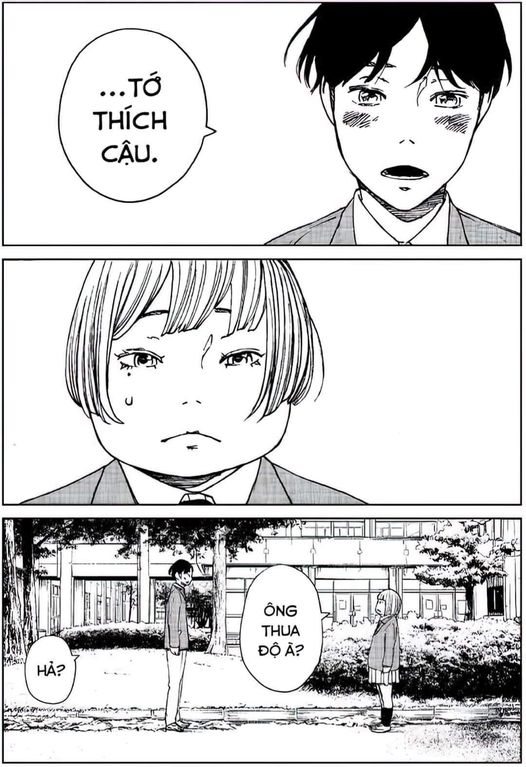 ...TỚ
THÍCH
CẬU.
ÔNG
THUA
ĐỘ À?
HẢ?